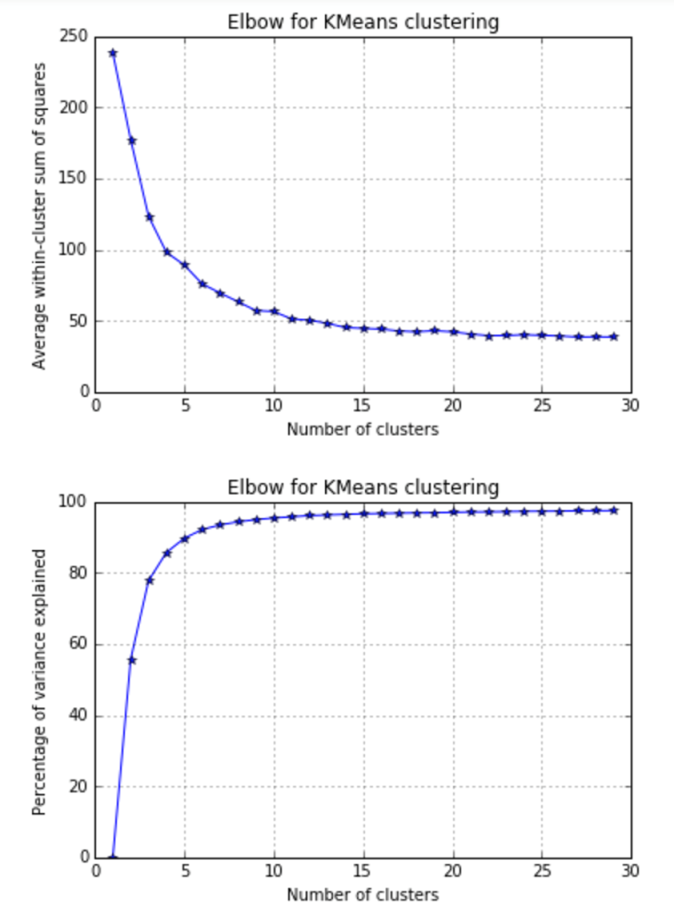 Elbow for KMeans clustering
250
200
150
100
50
0
Average within-cluster sum of squares
0 5 10 15 20 25 30
Number of clusters
Elbow for KMeans clustering
100
80
60
40
20
0
Percentage of variance explained
0 5 10 15 20 25 30
Number of clusters